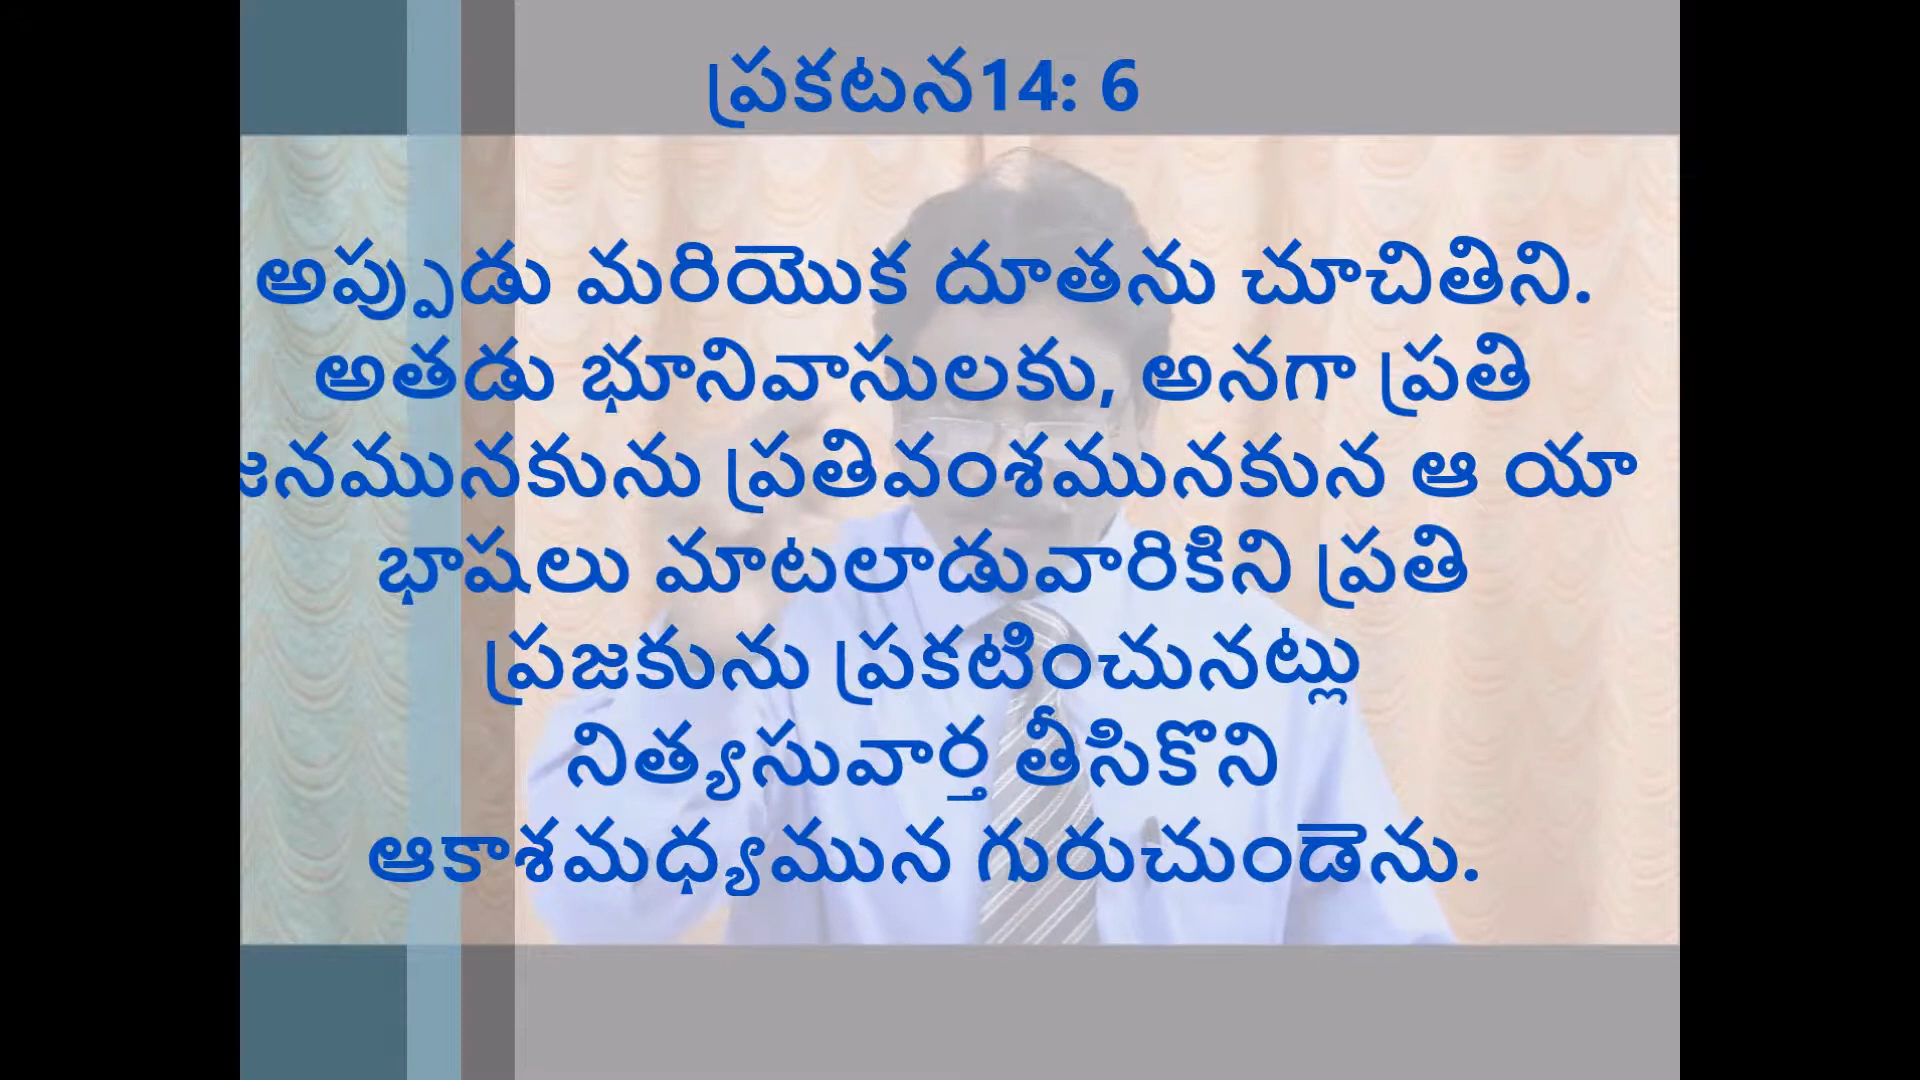 ప్రకటన14: 6
అప్పుడు మరియొక దూతను చూచితిని.
అతడు భూనివాసులకు, అనగా ప్రతి
జనమునకును ప్రతివంశమునకున ఆ యా
భాషలు మాటలాడువారికిని ప్రతి
ప్రజకును ప్రకటించునట్లు
నిత్యసువార్త తీసికొని
ఆకాశమధ్యమున గురుచుండెను.